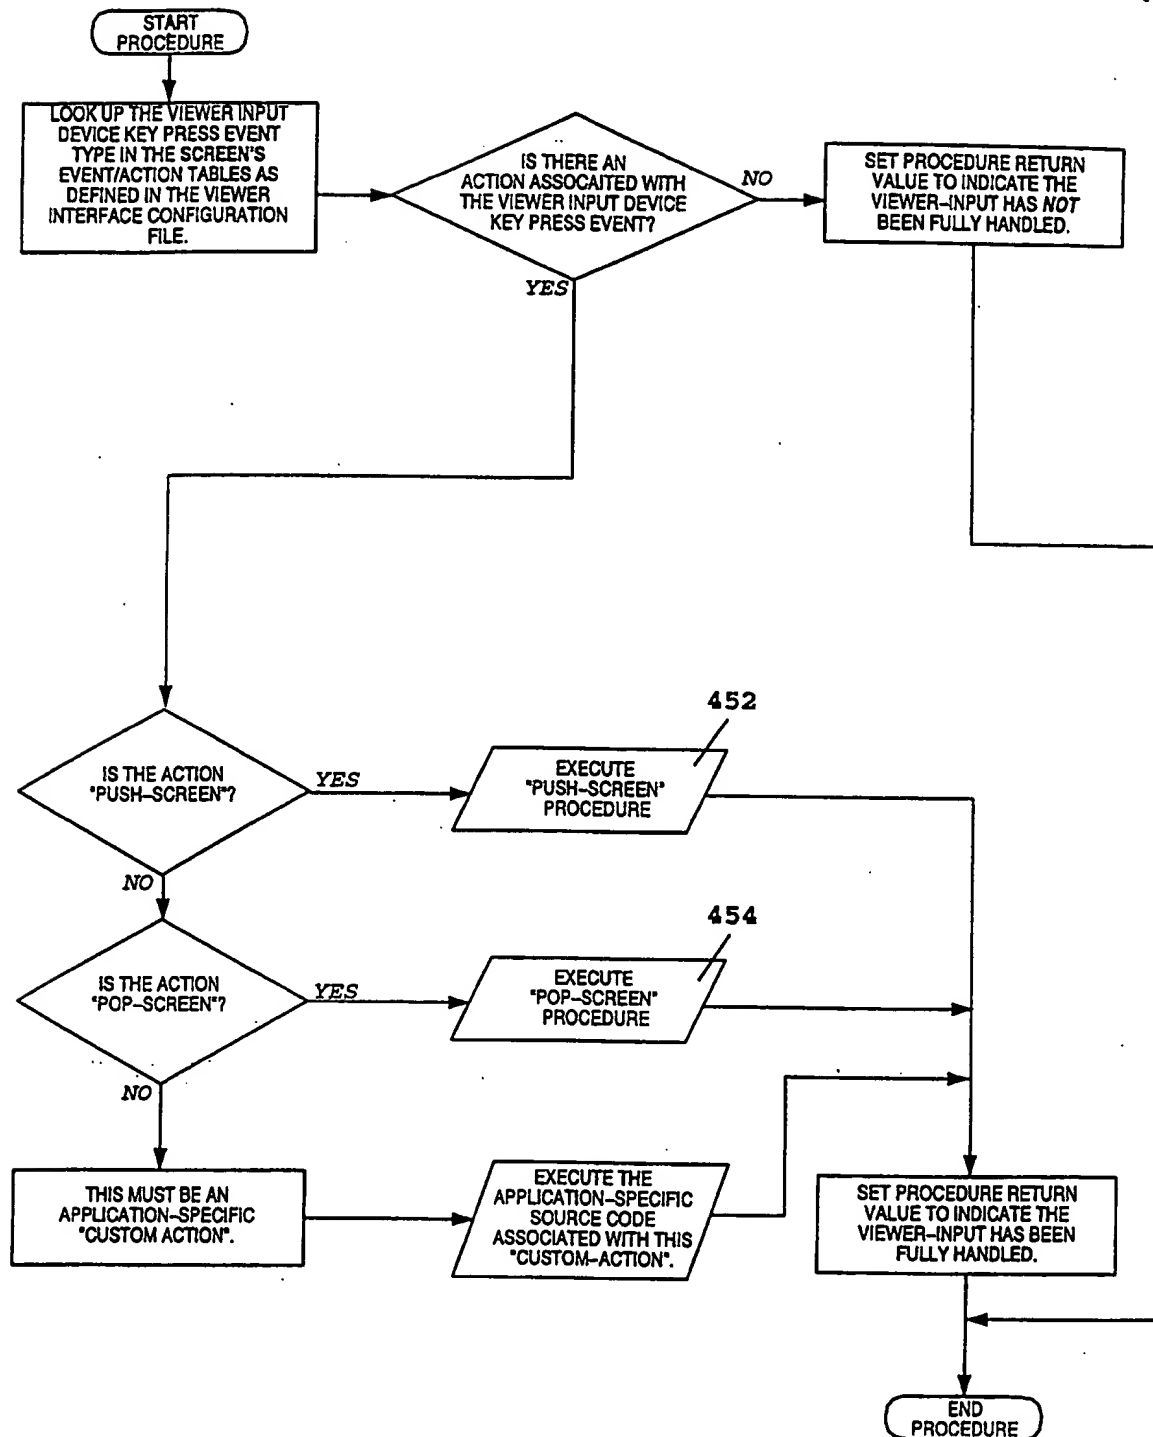 START
PROCEDURE
LOOK UP THE VIEWER INPUT
DEVICE KEY PRESS EVENT
TYPE IN THE SCREEN'S
EVENT/ACTION TABLES AS
DEFINED IN THE VIEWER
INTERFACE CONFIGURATION
FILE.
IS THERE AN
ACTION ASSOCAITED WITH
THE VIEWER INPUT DEVICE
KEY PRESS EVENT?
NO
SET PROCEDURE RETURN
VALUE TO INDICATE THE
VIEWER-INPUT HAS NOT
BEEN FULLY HANDLED.
YES
IS THE ACTION
"PUSH-SCREEN"?
YES
452
EXECUTE
"PUSH-SCREEN"
PROCEDURE
NO
IS THE ACTION
"POP-SCREEN"?
YES
454
EXECUTE
"POP-SCREEN"
PROCEDURE
NO
THIS MUST BE AN
APPLICATION-SPECIFIC
"CUSTOM ACTION".
EXECUTE THE
APPLICATION-SPECIFIC
SOURCE CODE
ASSOCIATED WITH THIS
"CUSTOM-ACTION".
SET PROCEDURE RETURN
VALUE TO INDICATE THE
VIEWER-INPUT HAS BEEN
FULLY HANDLED.
END
PROCEDURE